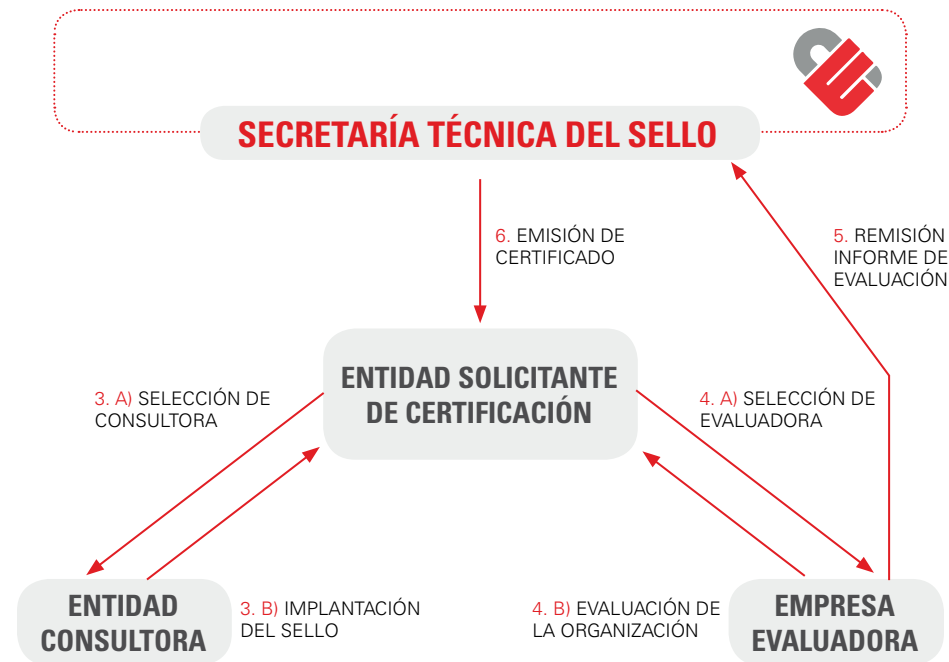 SECRETARÍA TÉCNICA DEL SELLO
6. EMISIÓN DE
CERTIFICADO
5. REMISIÓN
INFORME DE
EVALUACIÓN
ENTIDAD SOLICITANTE
DE CERTIFICACIÓN
3. A) SELECCIÓN DE
CONSULTORA
4. A) SELECCIÓN DE
EVALUADORA
ENTIDAD
CONSULTORA
3. B) IMPLANTACIÓN
DEL SELLO
4. B) EVALUACIÓN DE
LA ORGANIZACIÓN
EMPRESA
EVALUADORA